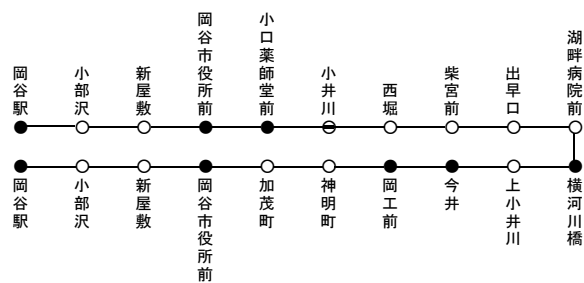 岡谷駅
小部沢
新屋敷
岡谷市役所前
小口薬師堂前
小井川
西堀
柴宮前
出早口
湖畔病院前
岡谷駅
小部沢
新屋敷
岡谷市役所前
加茂町
神明町
岡工前
今井
上小井川
横河川橋